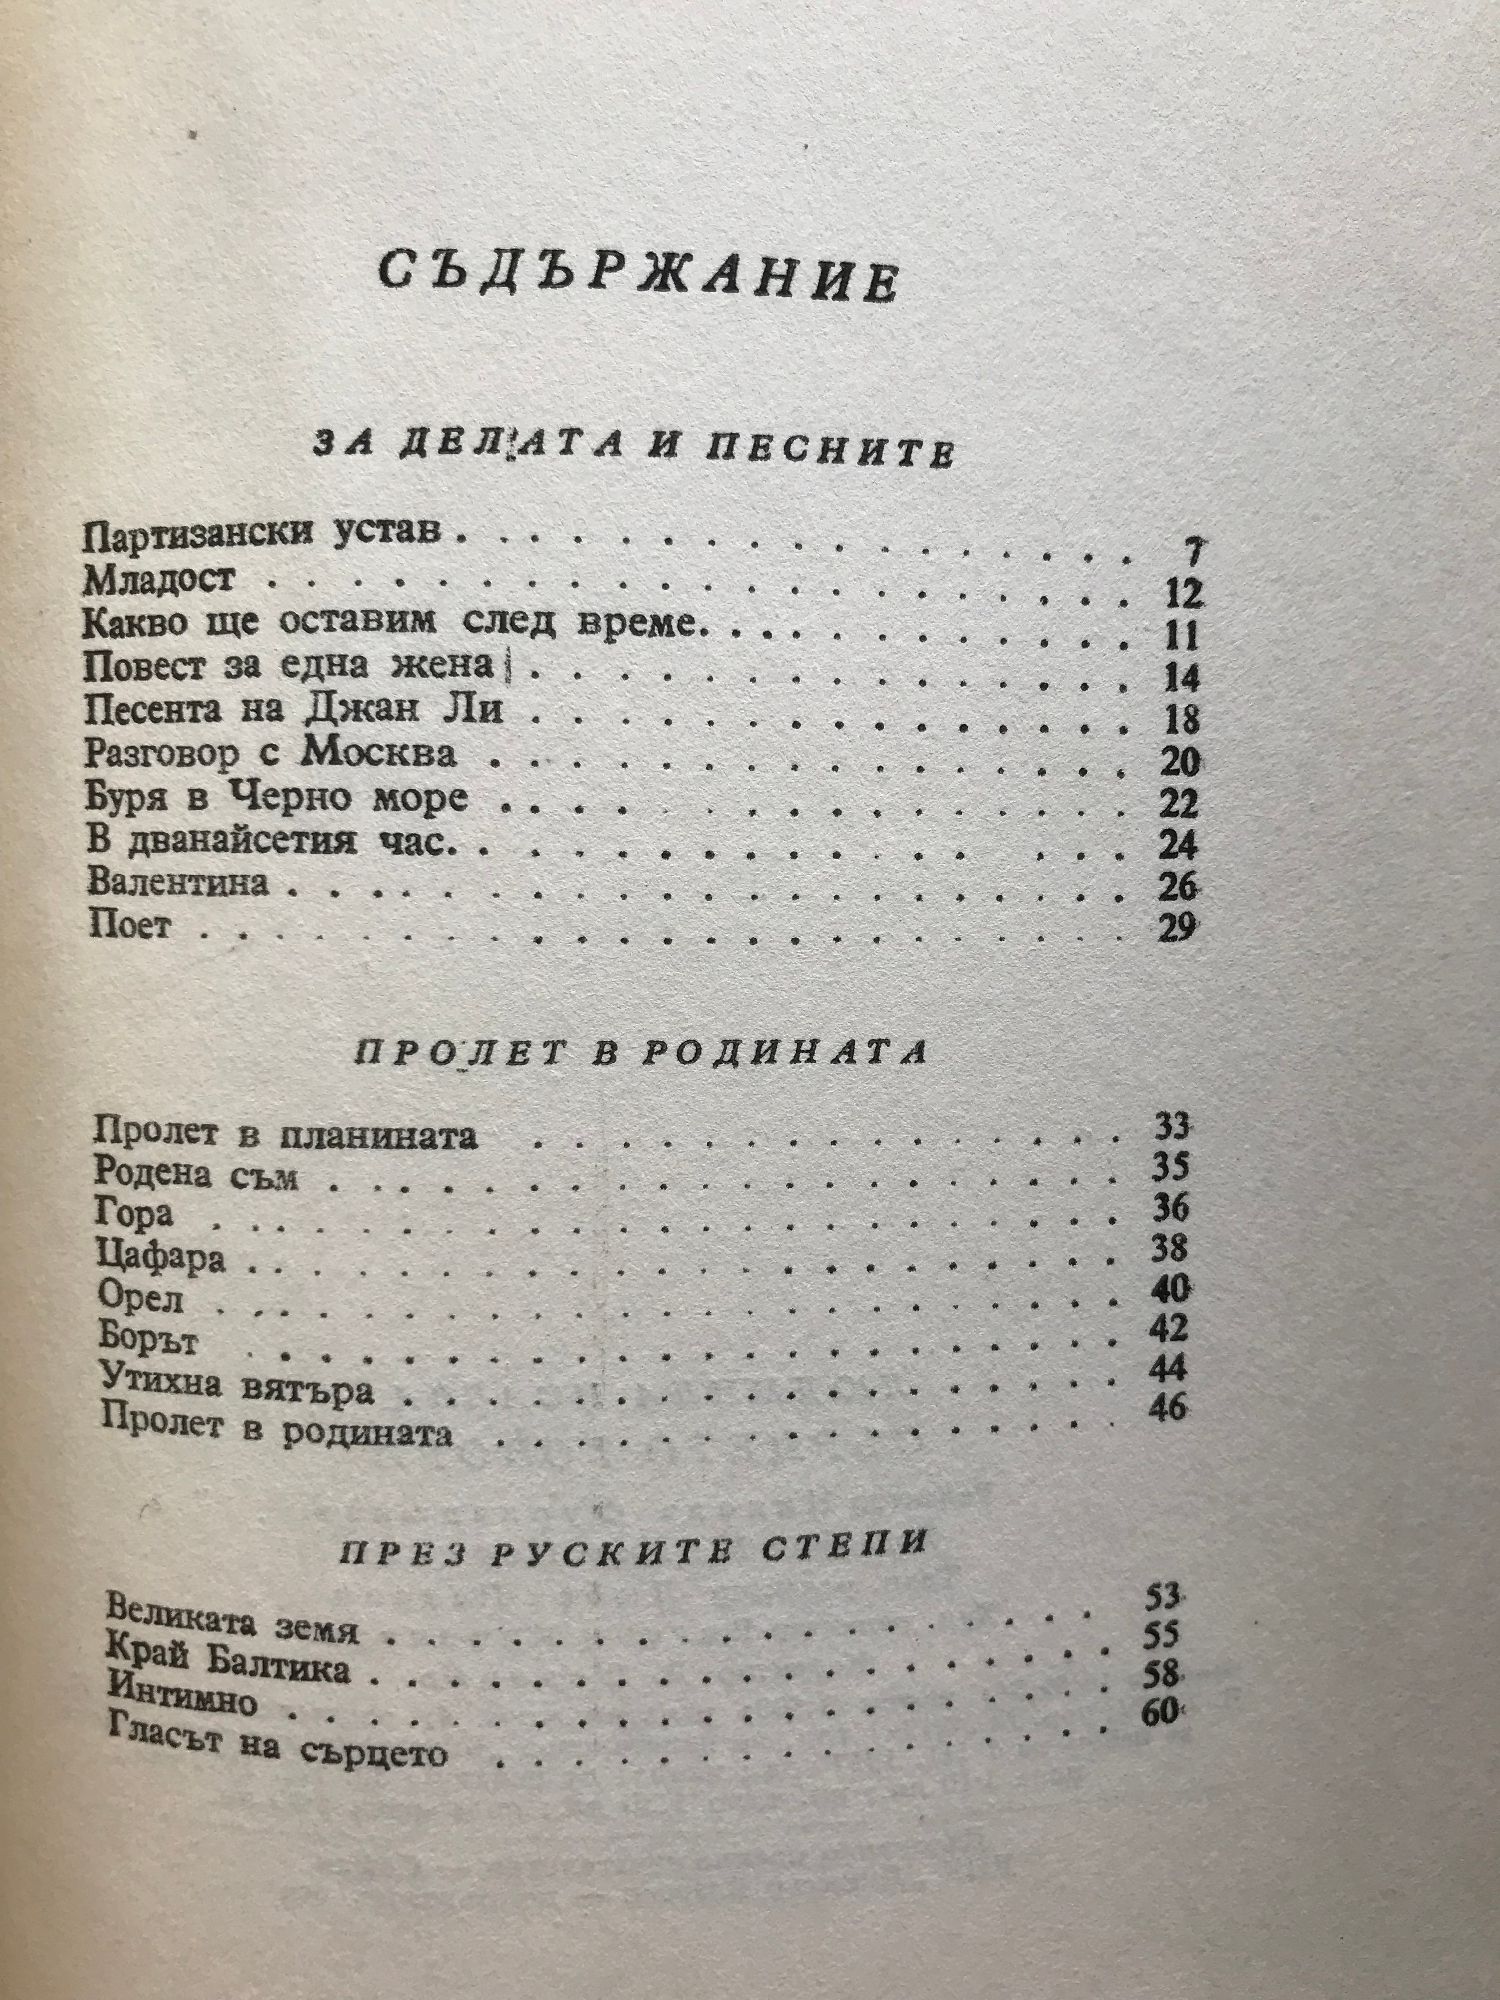 СЪДЪРЖАНИЕ
ЗА ДЕЛАТА И ПЕСНИТЕ
Партизански устав . . . . . . . . . . . . . . . . . 7
Младост . . . . . . . . . . . . . . . . . . . . . 12
Какво ще оставим след време. . . . . . . . . . . 11
Повест за една жена . . . . . . . . . . . . . . . 14
Песента на Джан Ли . . . . . . . . . . . . . . . 18
Разговор с Москва . . . . . . . . . . . . . . . . 20
Буря в Черно море . . . . . . . . . . . . . . . . 22
В дванайсетия час. . . . . . . . . . . . . . . . 24
Валентина . . . . . . . . . . . . . . . . . . . . 26
Поет . . . . . . . . . . . . . . . . . . . . . . 29
ПРОЛЕТ В РОДИНАТА
Пролет в планината . . . . . . . . . . . . . . . 33
Родена съм . . . . . . . . . . . . . . . . . . . 35
Гора . . . . . . . . . . . . . . . . . . . . . . 36
Цафара . . . . . . . . . . . . . . . . . . . . . 38
Орел . . . . . . . . . . . . . . . . . . . . . . 40
Борът . . . . . . . . . . . . . . . . . . . . . 42
Утихна вятъра . . . . . . . . . . . . . . . . . 44
Пролет в родината . . . . . . . . . . . . . . . 46
ПРЕЗ РУСКИТЕ СТЕПИ
Великата земя . . . . . . . . . . . . . . . . . 53
Край Балтика . . . . . . . . . . . . . . . . . . 55
Интимно . . . . . . . . . . . . . . . . . . . . 58
Гласът на сърцето . . . . . . . . . . . . . . . 60